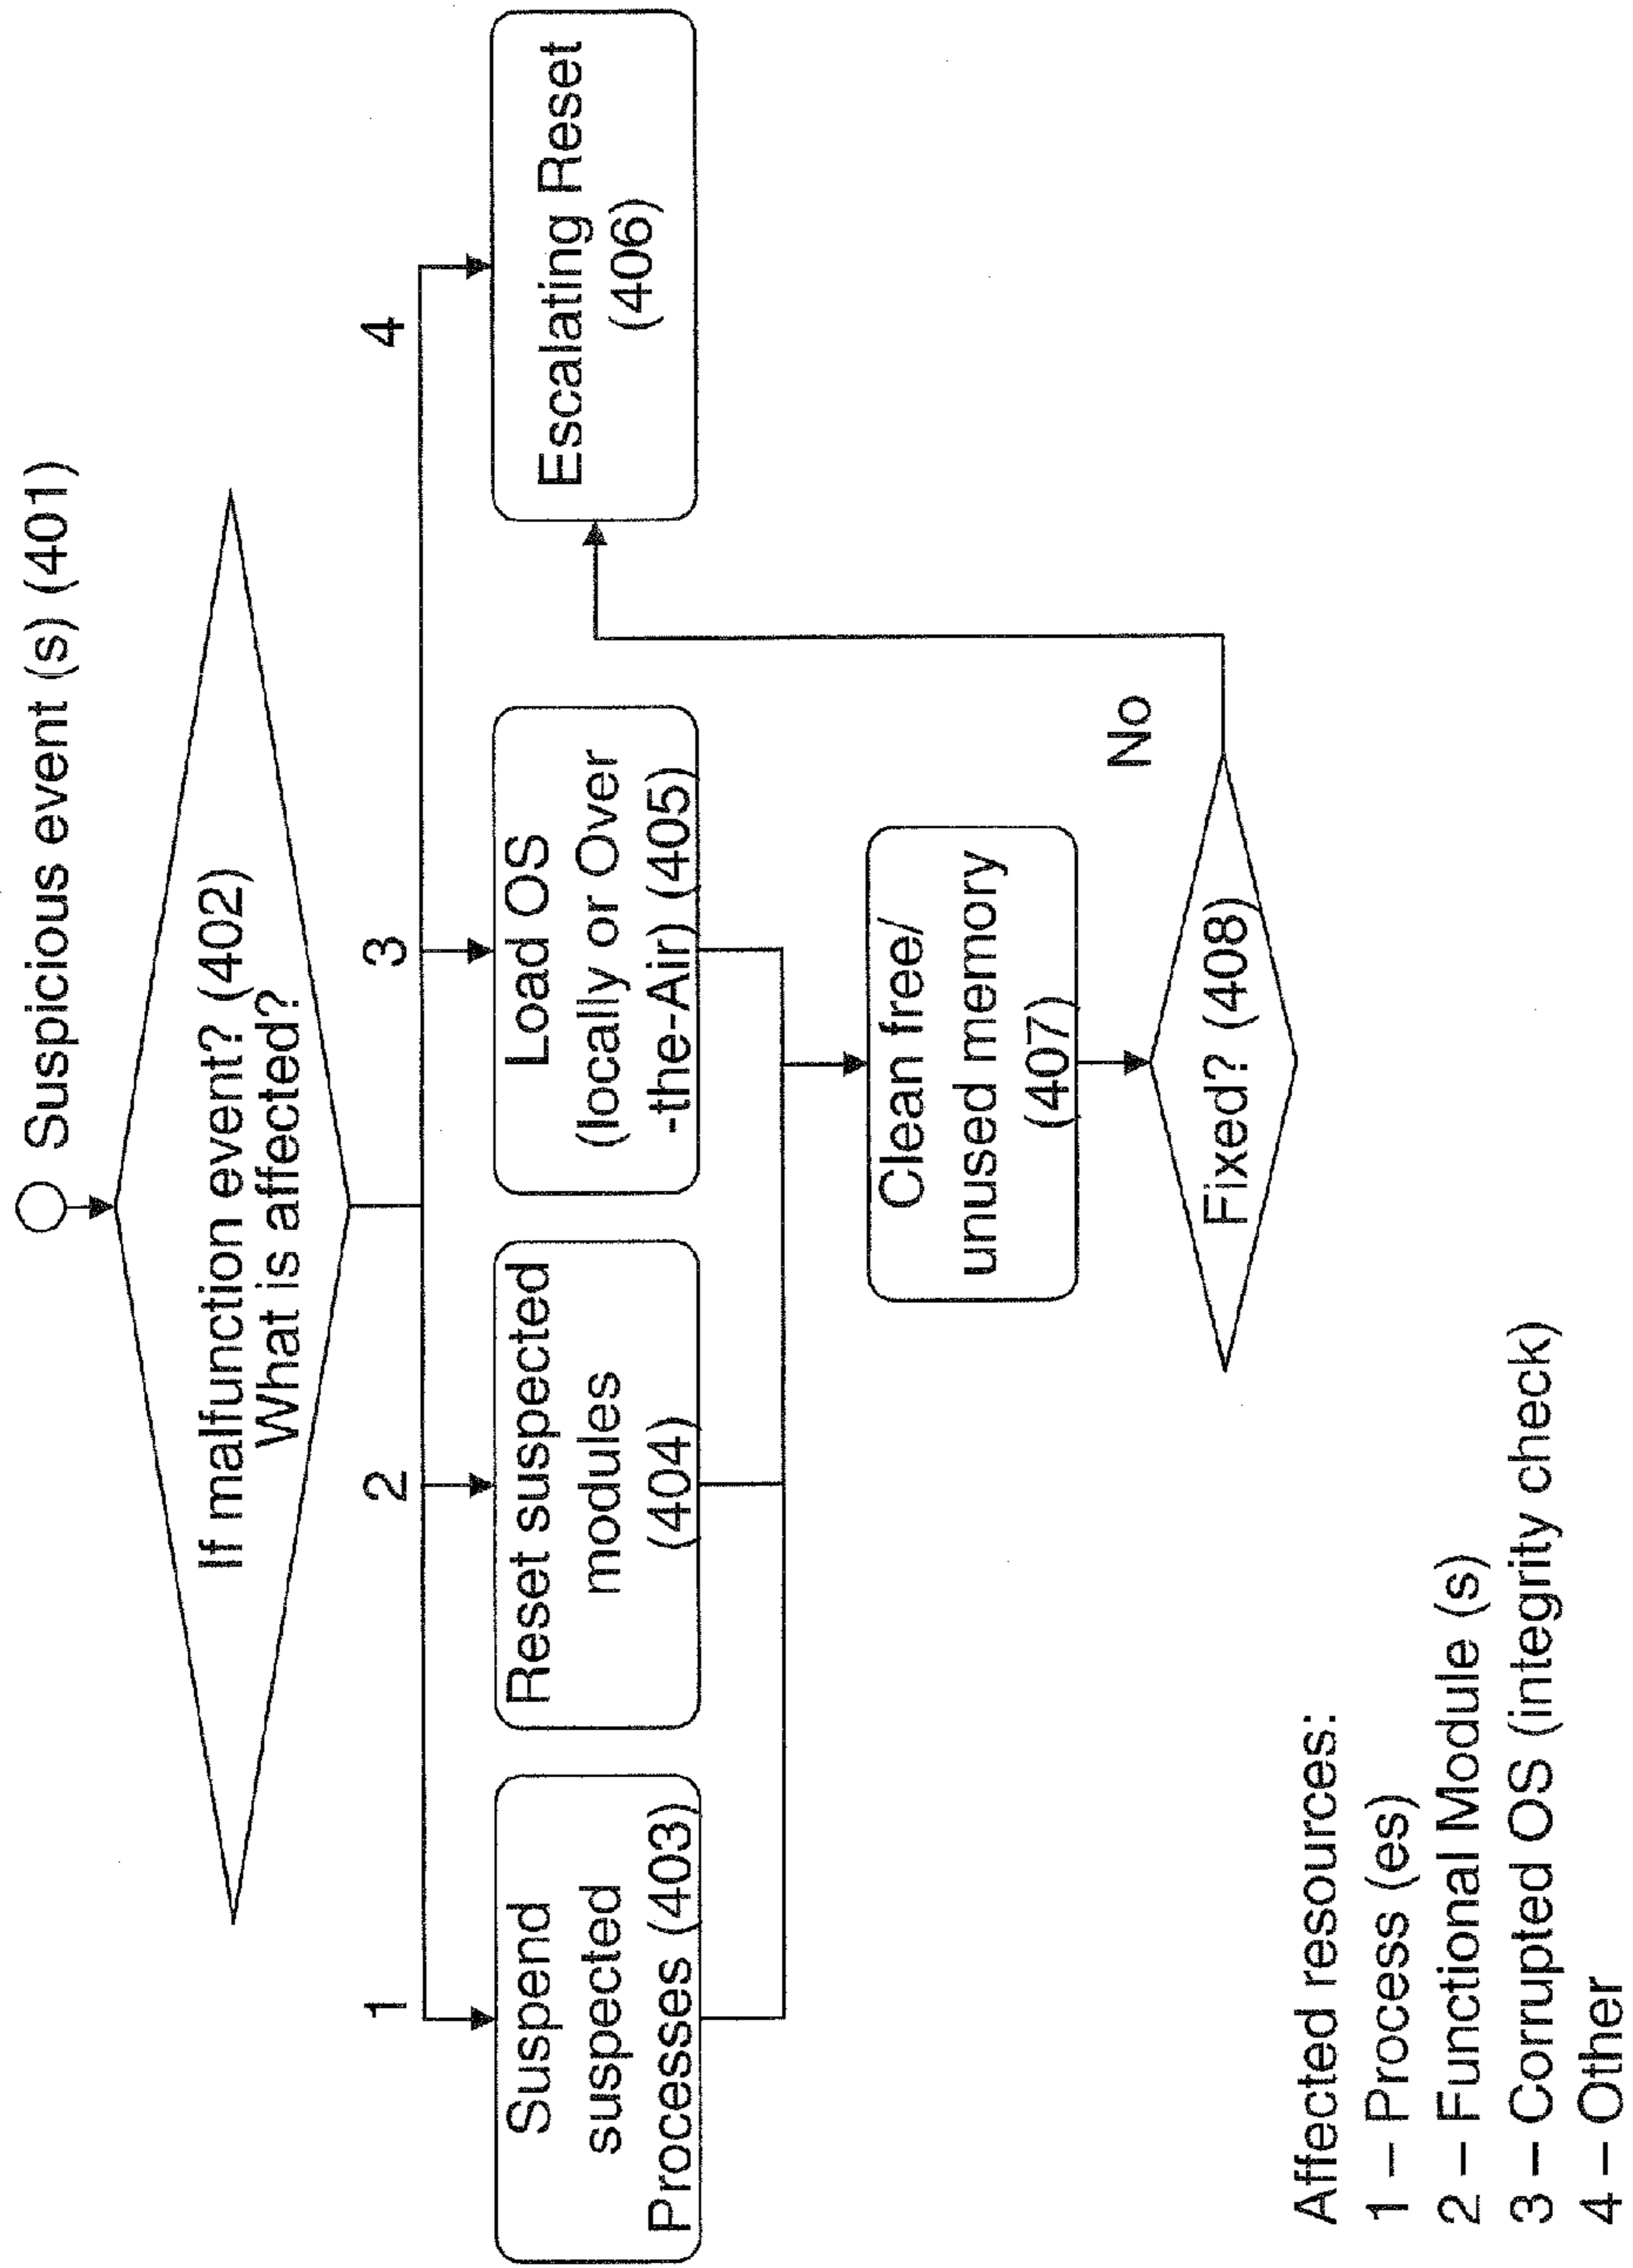 Suspicious event (s) (401)
If malfunction event? (402)
What is affected?
1
2
3
4
Suspend
suspected
Processes (403)
Reset suspected
modules
(404)
Load OS
(locally or Over
-the-Air) (405)
Escalating Reset
(406)
Clean free/
unused memory
(407)
No
Fixed? (408)
Affected resources:
1 – Process (es)
2 – Functional Module (s)
3 – Corrupted OS (integrity check)
4 – Other